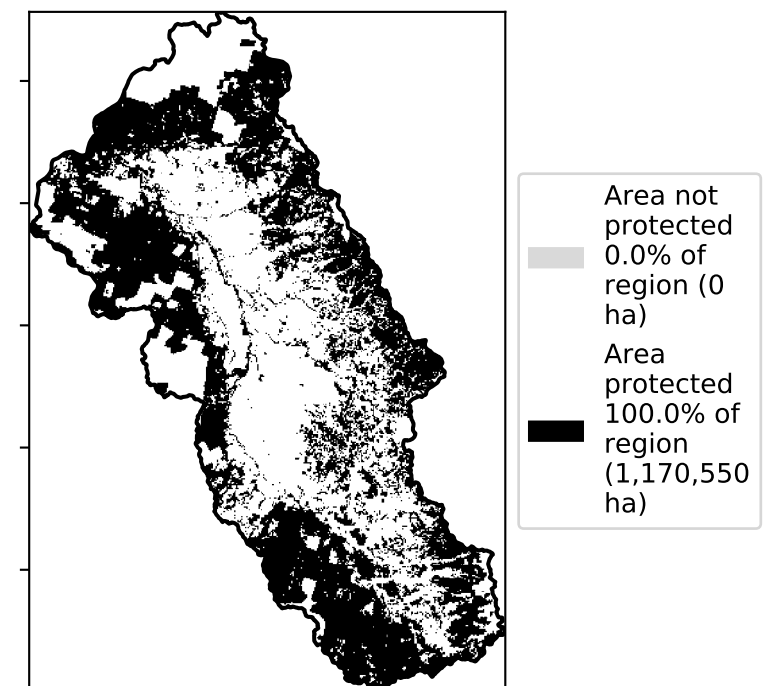 Area not
protected
0.0% of
region (0
ha)
Area
protected
100.0% of
region
(1,170,550
ha)